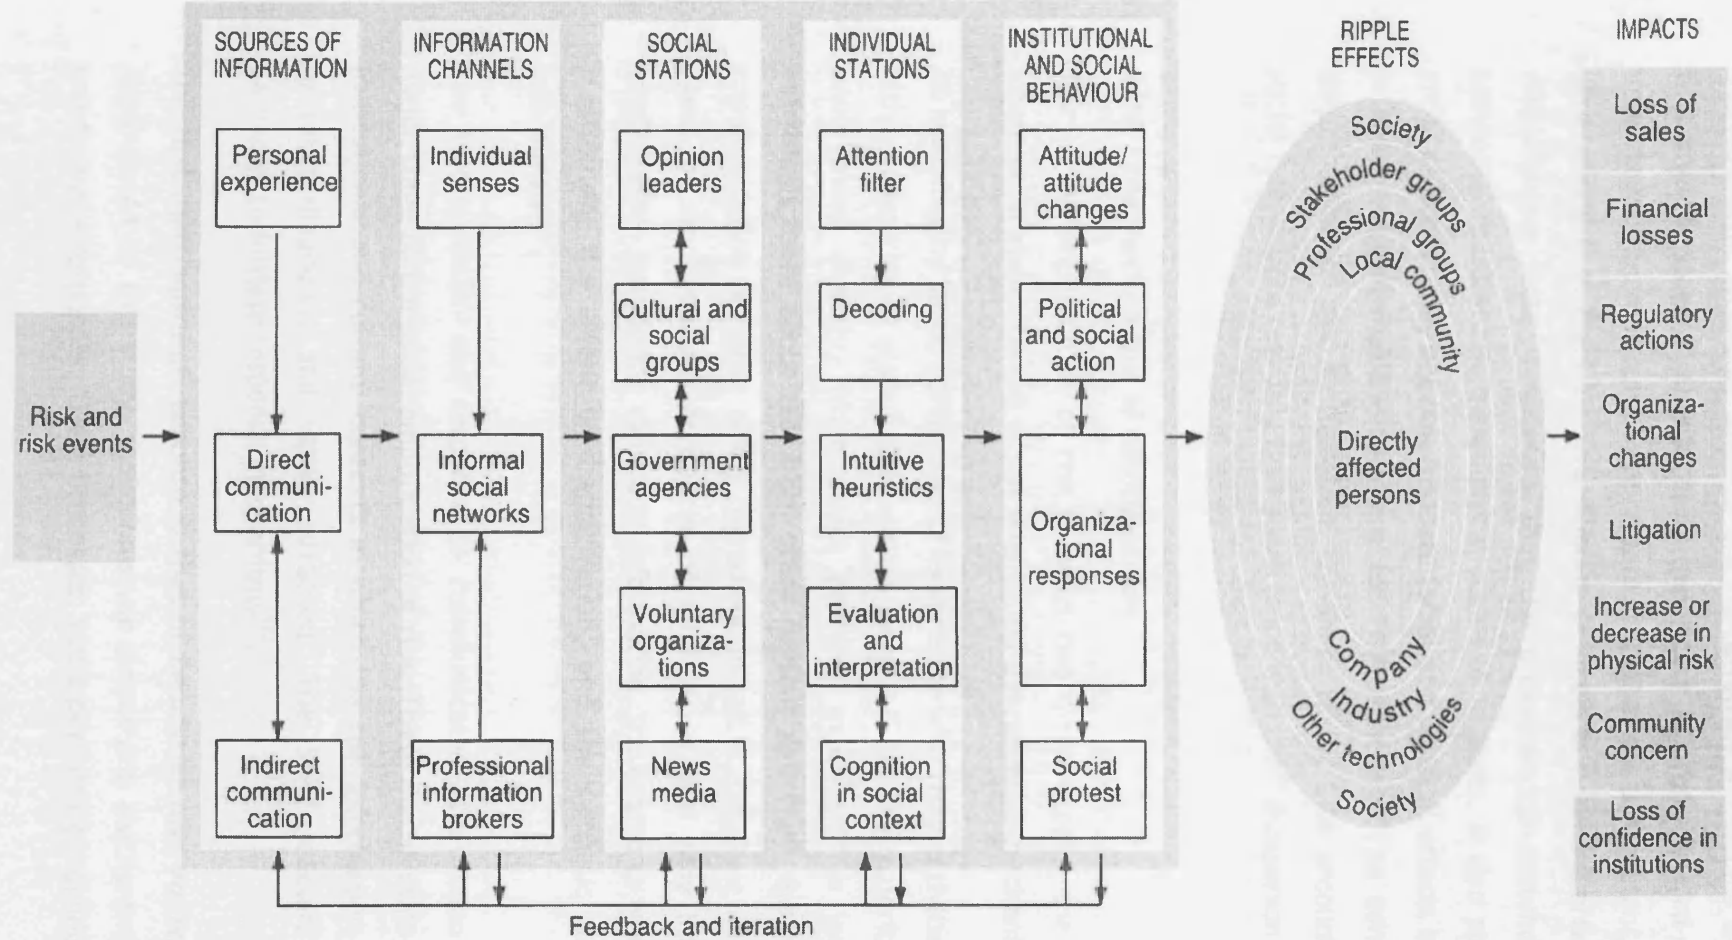 Risk and
risk events
SOURCES OF
INFORMATION
Personal
experience
Direct
communi-
cation
Indirect
communi-
cation
INFORMATION
CHANNELS
Individual
senses
Informal
social
networks
Professional
information
brokers
SOCIAL
STATIONS
Opinion
leaders
Cultural and
social
groups
Government
agencies
Voluntary
organiza-
tions
News
media
INDIVIDUAL
STATIONS
Attention
filter
Decoding
Intuitive
heuristics
Evaluation
and
interpretation
Cognition
in social
context
INSTITUTIONAL
AND SOCIAL
BEHAVIOUR
Attitude/
attitude
changes
Political
and social
action
Organiza-
tional
responses
Social
protest
Feedback and iteration
RIPPLE
EFFECTS
Society
Stakeholder groups
Professional groups
Local community
Directly
affected
persons
Company
Industry
Other technologies
Society
IMPACTS
Loss of
sales
Financial
losses
Regulatory
actions
Organiza-
tional
changes
Litigation
Increase or
decrease in
physical risk
Community
concern
Loss of
confidence in
institutions